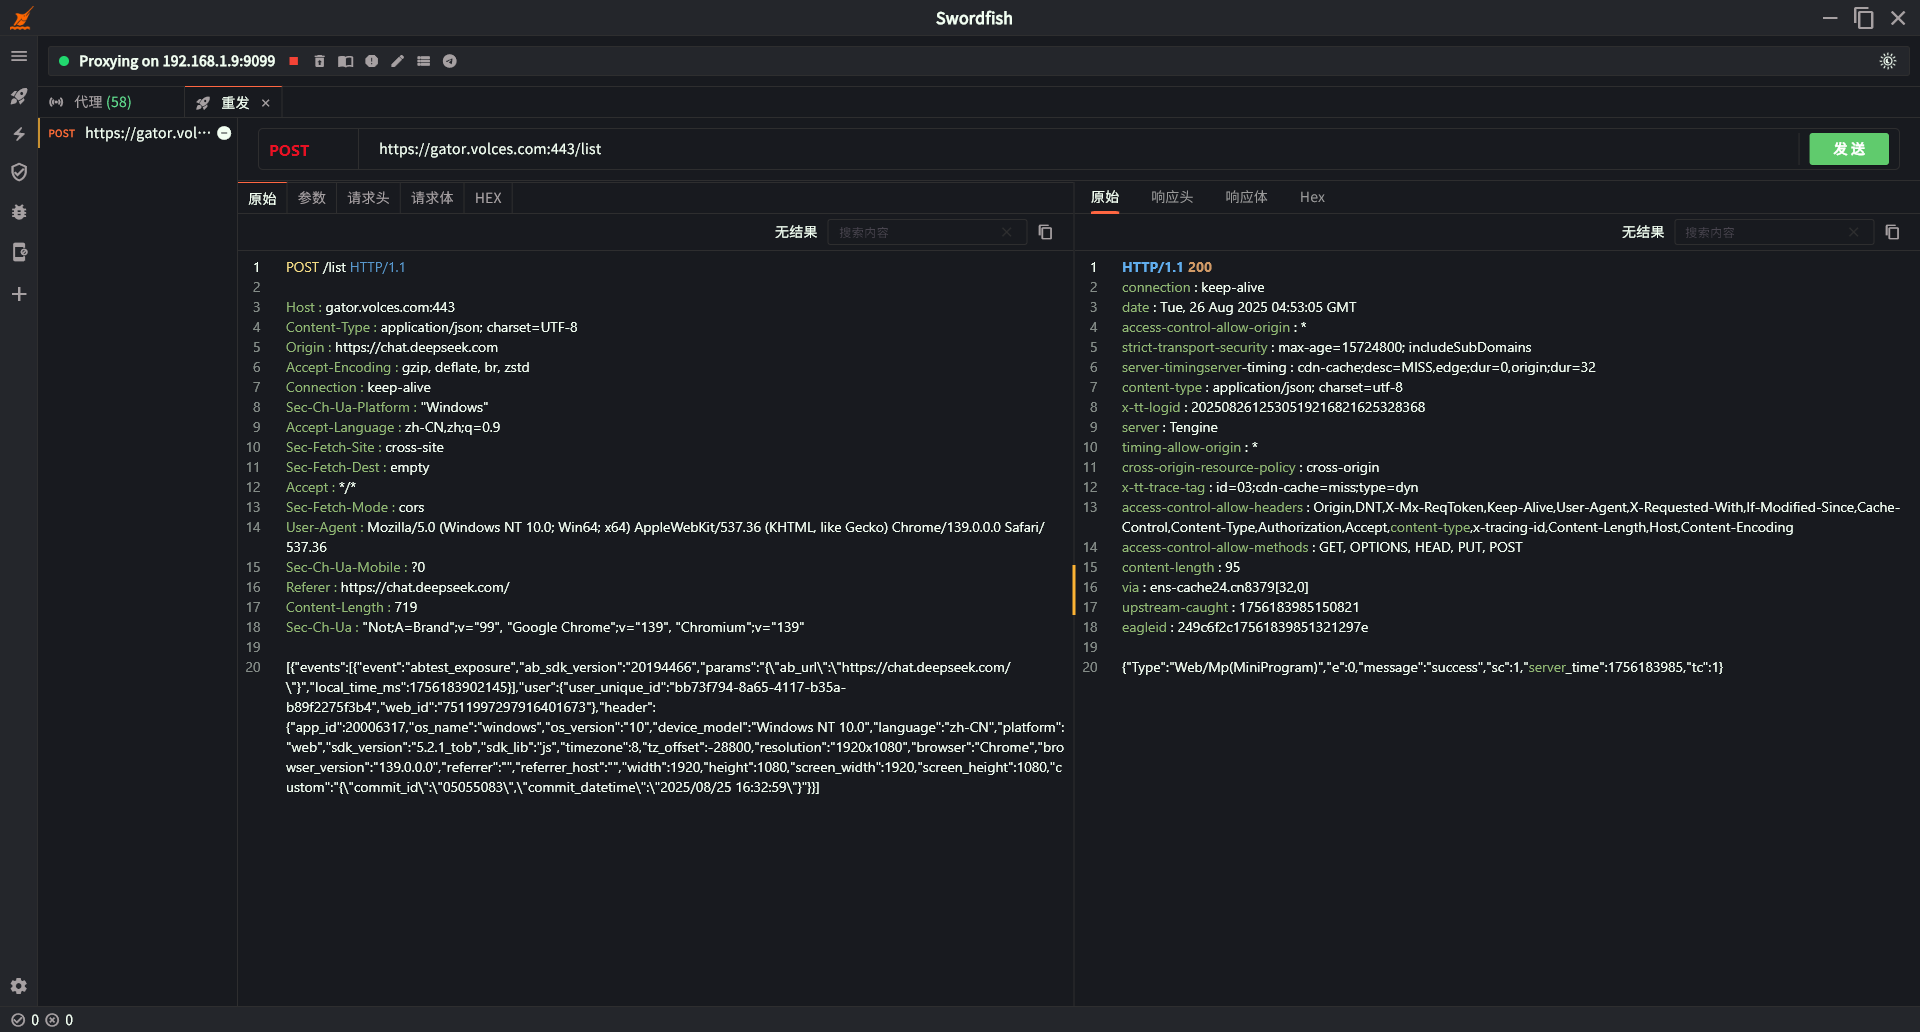 Swordfish
Proxying on 192.168.1.9:9099
代理 (58)
重发
POST https://gator.vol···
POST https://gator.volces.com:443/list
发 送
原始 参数 请求头 请求体 HEX
无结果 搜索内容
1 POST /list HTTP/1.1
2
3 Host : gator.volces.com:443
4 Content-Type : application/json; charset=UTF-8
5 Origin : https://chat.deepseek.com
6 Accept-Encoding : gzip, deflate, br, zstd
7 Connection : keep-alive
8 Sec-Ch-Ua-Platform : "Windows"
9 Accept-Language : zh-CN,zh;q=0.9
10 Sec-Fetch-Site : cross-site
11 Sec-Fetch-Dest : empty
12 Accept : */*
13 Sec-Fetch-Mode : cors
14 User-Agent : Mozilla/5.0 (Windows NT 10.0; Win64; x64) AppleWebKit/537.36 (KHTML, like Gecko) Chrome/139.0.0.0 Safari/
537.36
15 Sec-Ch-Ua-Mobile : ?0
16 Referer : https://chat.deepseek.com/
17 Content-Length : 719
18 Sec-Ch-Ua : "Not;A=Brand";v="99", "Google Chrome";v="139", "Chromium";v="139"
19
20 [{"events":[{"event":"abtest_exposure","ab_sdk_version":"20194466","params":"{\"ab_url\":\"https://chat.deepseek.com/
\"}","local_time_ms":1756183902145}],"user":{"user_unique_id":"bb73f794-8a65-4117-b35a-
b89f2275f3b4","web_id":"7511997297916401673"},"header":
{"app_id":20006317,"os_name":"windows","os_version":"10","device_model":"Windows NT 10.0","language":"zh-CN","platform":
"web","sdk_version":"5.2.1_tob","sdk_lib":"js","timezone":8,"tz_offset":-28800,"resolution":"1920x1080","browser":"Chrome","bro
wser_version":"139.0.0.0","referrer":"","referrer_host":"","width":1920,"height":1080,"screen_width":1920,"screen_height":1080,"c
ustom":"{\"commit_id\":\"05055083\",\"commit_datetime\":\"2025/08/25 16:32:59\"}"}}]
原始 响应头 响应体 Hex
无结果 搜索内容
1 HTTP/1.1 200
2 connection : keep-alive
3 date : Tue, 26 Aug 2025 04:53:05 GMT
4 access-control-allow-origin : *
5 strict-transport-security : max-age=15724800; includeSubDomains
6 server-timingserver-timing : cdn-cache;desc=MISS,edge;dur=0,origin;dur=32
7 content-type : application/json; charset=utf-8
8 x-tt-logid : 20250826125305192168216253​28368
9 server : Tengine
10 timing-allow-origin : *
11 cross-origin-resource-policy : cross-origin
12 x-tt-trace-tag : id=03;cdn-cache=miss;type=dyn
13 access-control-allow-headers : Origin,DNT,X-Mx-ReqToken,Keep-Alive,User-Agent,X-Requested-With,If-Modified-Since,Cache-
Control,Content-Type,Authorization,Accept,content-type,x-tracing-id,Content-Length,Host,Content-Encoding
14 access-control-allow-methods : GET, OPTIONS, HEAD, PUT, POST
15 content-length : 95
16 via : ens-cache24.cn8379[32,0]
17 upstream-caught : 1756183985150821
18 eagleid : 249c6f2c17561839851321297e
19
20 {"Type":"Web/Mp(MiniProgram)","e":0,"message":"success","sc":1,"server_time":1756183985,"tc":1}
0 0